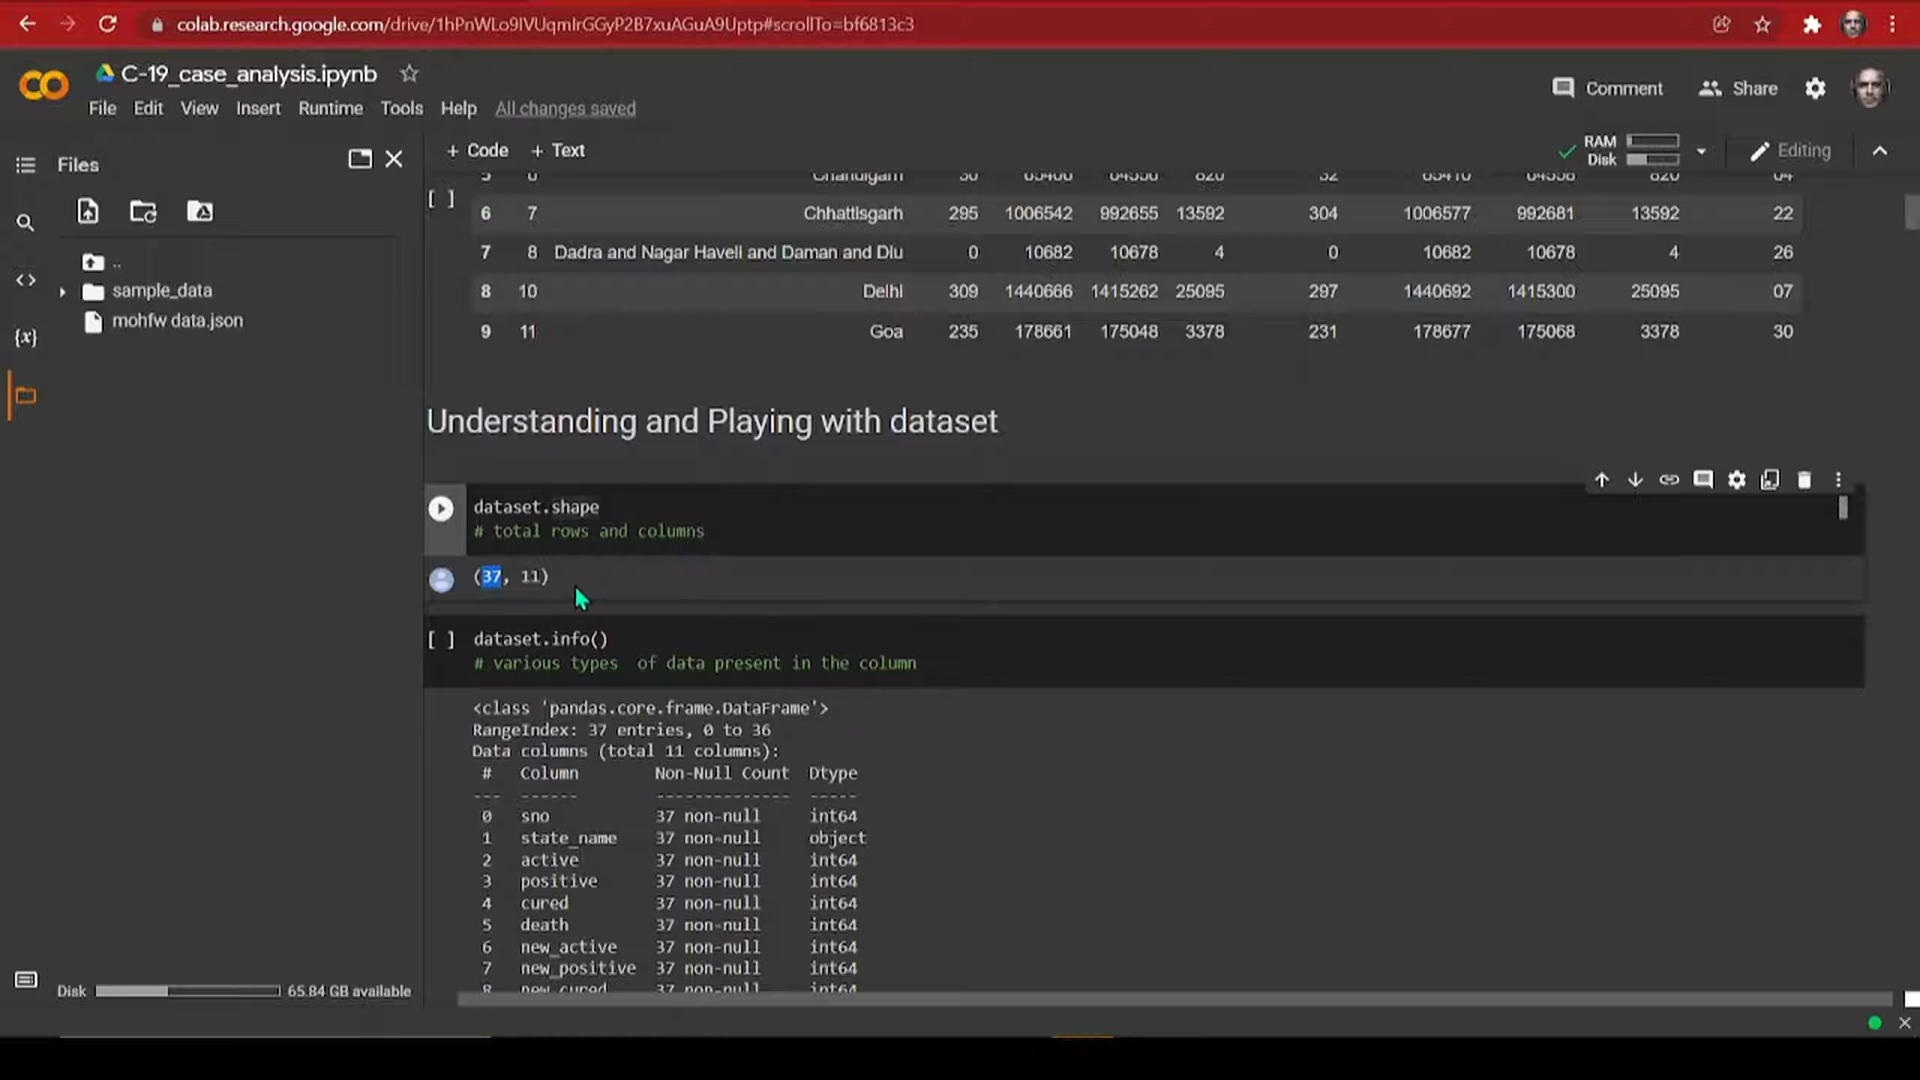 colab.research.google.com/drive/1hPnWLo9IVUqmIrGGyP2B7xuAGuA9Uptp#scrollTo=bf6813c3
C-19_case_analysis.ipynb
Comment Share
File Edit View Insert Runtime Tools Help All changes saved
Files
+ Code + Text
RAM
Disk
Editing
[ ]
6 7 Chhattisgarh 295 1006542 992655 13592 304 1006577 992681 13592 22
7 8 Dadra and Nagar Haveli and Daman and Diu 0 10682 10678 4 0 10682 10678 4 26
8 10 Delhi 309 1440666 1415262 25095 297 1440692 1415300 25095 07
9 11 Goa 235 178661 175048 3378 231 178677 175068 3378 30
..
sample_data
mohfw data.json
{x}
Understanding and Playing with dataset
dataset.shape
# total rows and columns
(37, 11)
[ ] dataset.info()
# various types  of data present in the column
<class 'pandas.core.frame.DataFrame'>
RangeIndex: 37 entries, 0 to 36
Data columns (total 11 columns):
# Column Non-Null Count Dtype
--- ------ -------------- -----
0 sno 37 non-null int64
1 state_name 37 non-null object
2 active 37 non-null int64
3 positive 37 non-null int64
4 cured 37 non-null int64
5 death 37 non-null int64
6 new_active 37 non-null int64
7 new_positive 37 non-null int64
8 new_cured 37 non-null int64
Disk 65.84 GB available